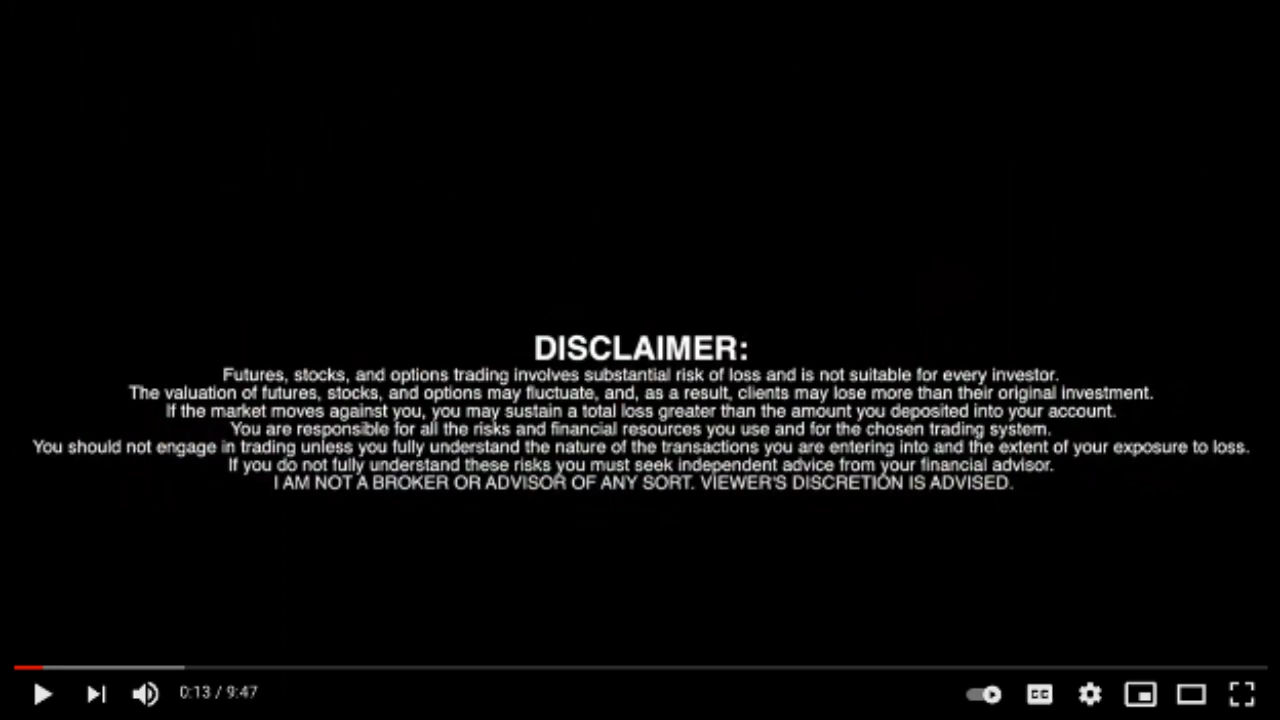 DISCLAIMER:
Futures, stocks, and options trading involves substantial risk of loss and is not suitable for every investor.
The valuation of futures, stocks, and options may fluctuate, and, as a result, clients may lose more than their original investment.
If the market moves against you, you may sustain a total loss greater than the amount you deposited into your account.
You are responsible for all the risks and financial resources you use and for the chosen trading system.
You should not engage in trading unless you fully understand the nature of the transactions you are entering into and the extent of your exposure to loss.
If you do not fully understand these risks you must seek independent advice from your financial advisor.
I AM NOT A BROKER OR ADVISOR OF ANY SORT. VIEWER'S DISCRETION IS ADVISED.
0:13 / 9:47
CC